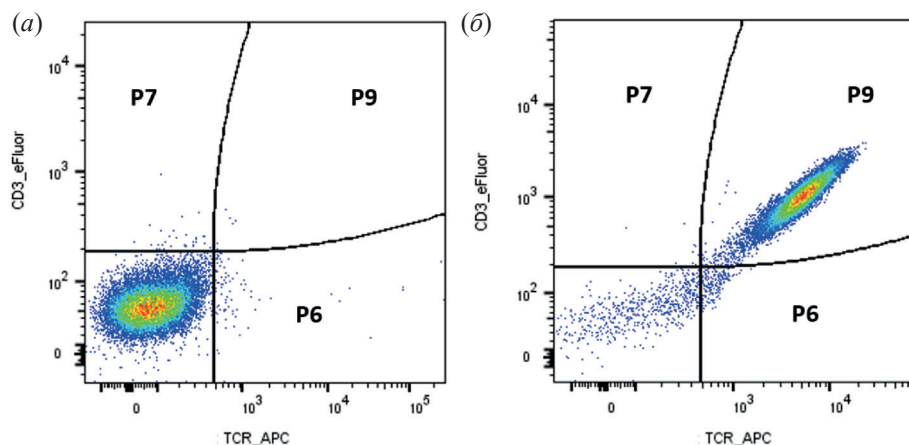 (а)
10⁴
P7
P9
CD3_eFluor
10³
10²
P6
0
0
10³
10⁴
10⁵
: TCR_APC
(б)
10⁴
P7
P9
CD3_eFluor
10³
10²
P6
0
0
10³
10⁴
: TCR_APC